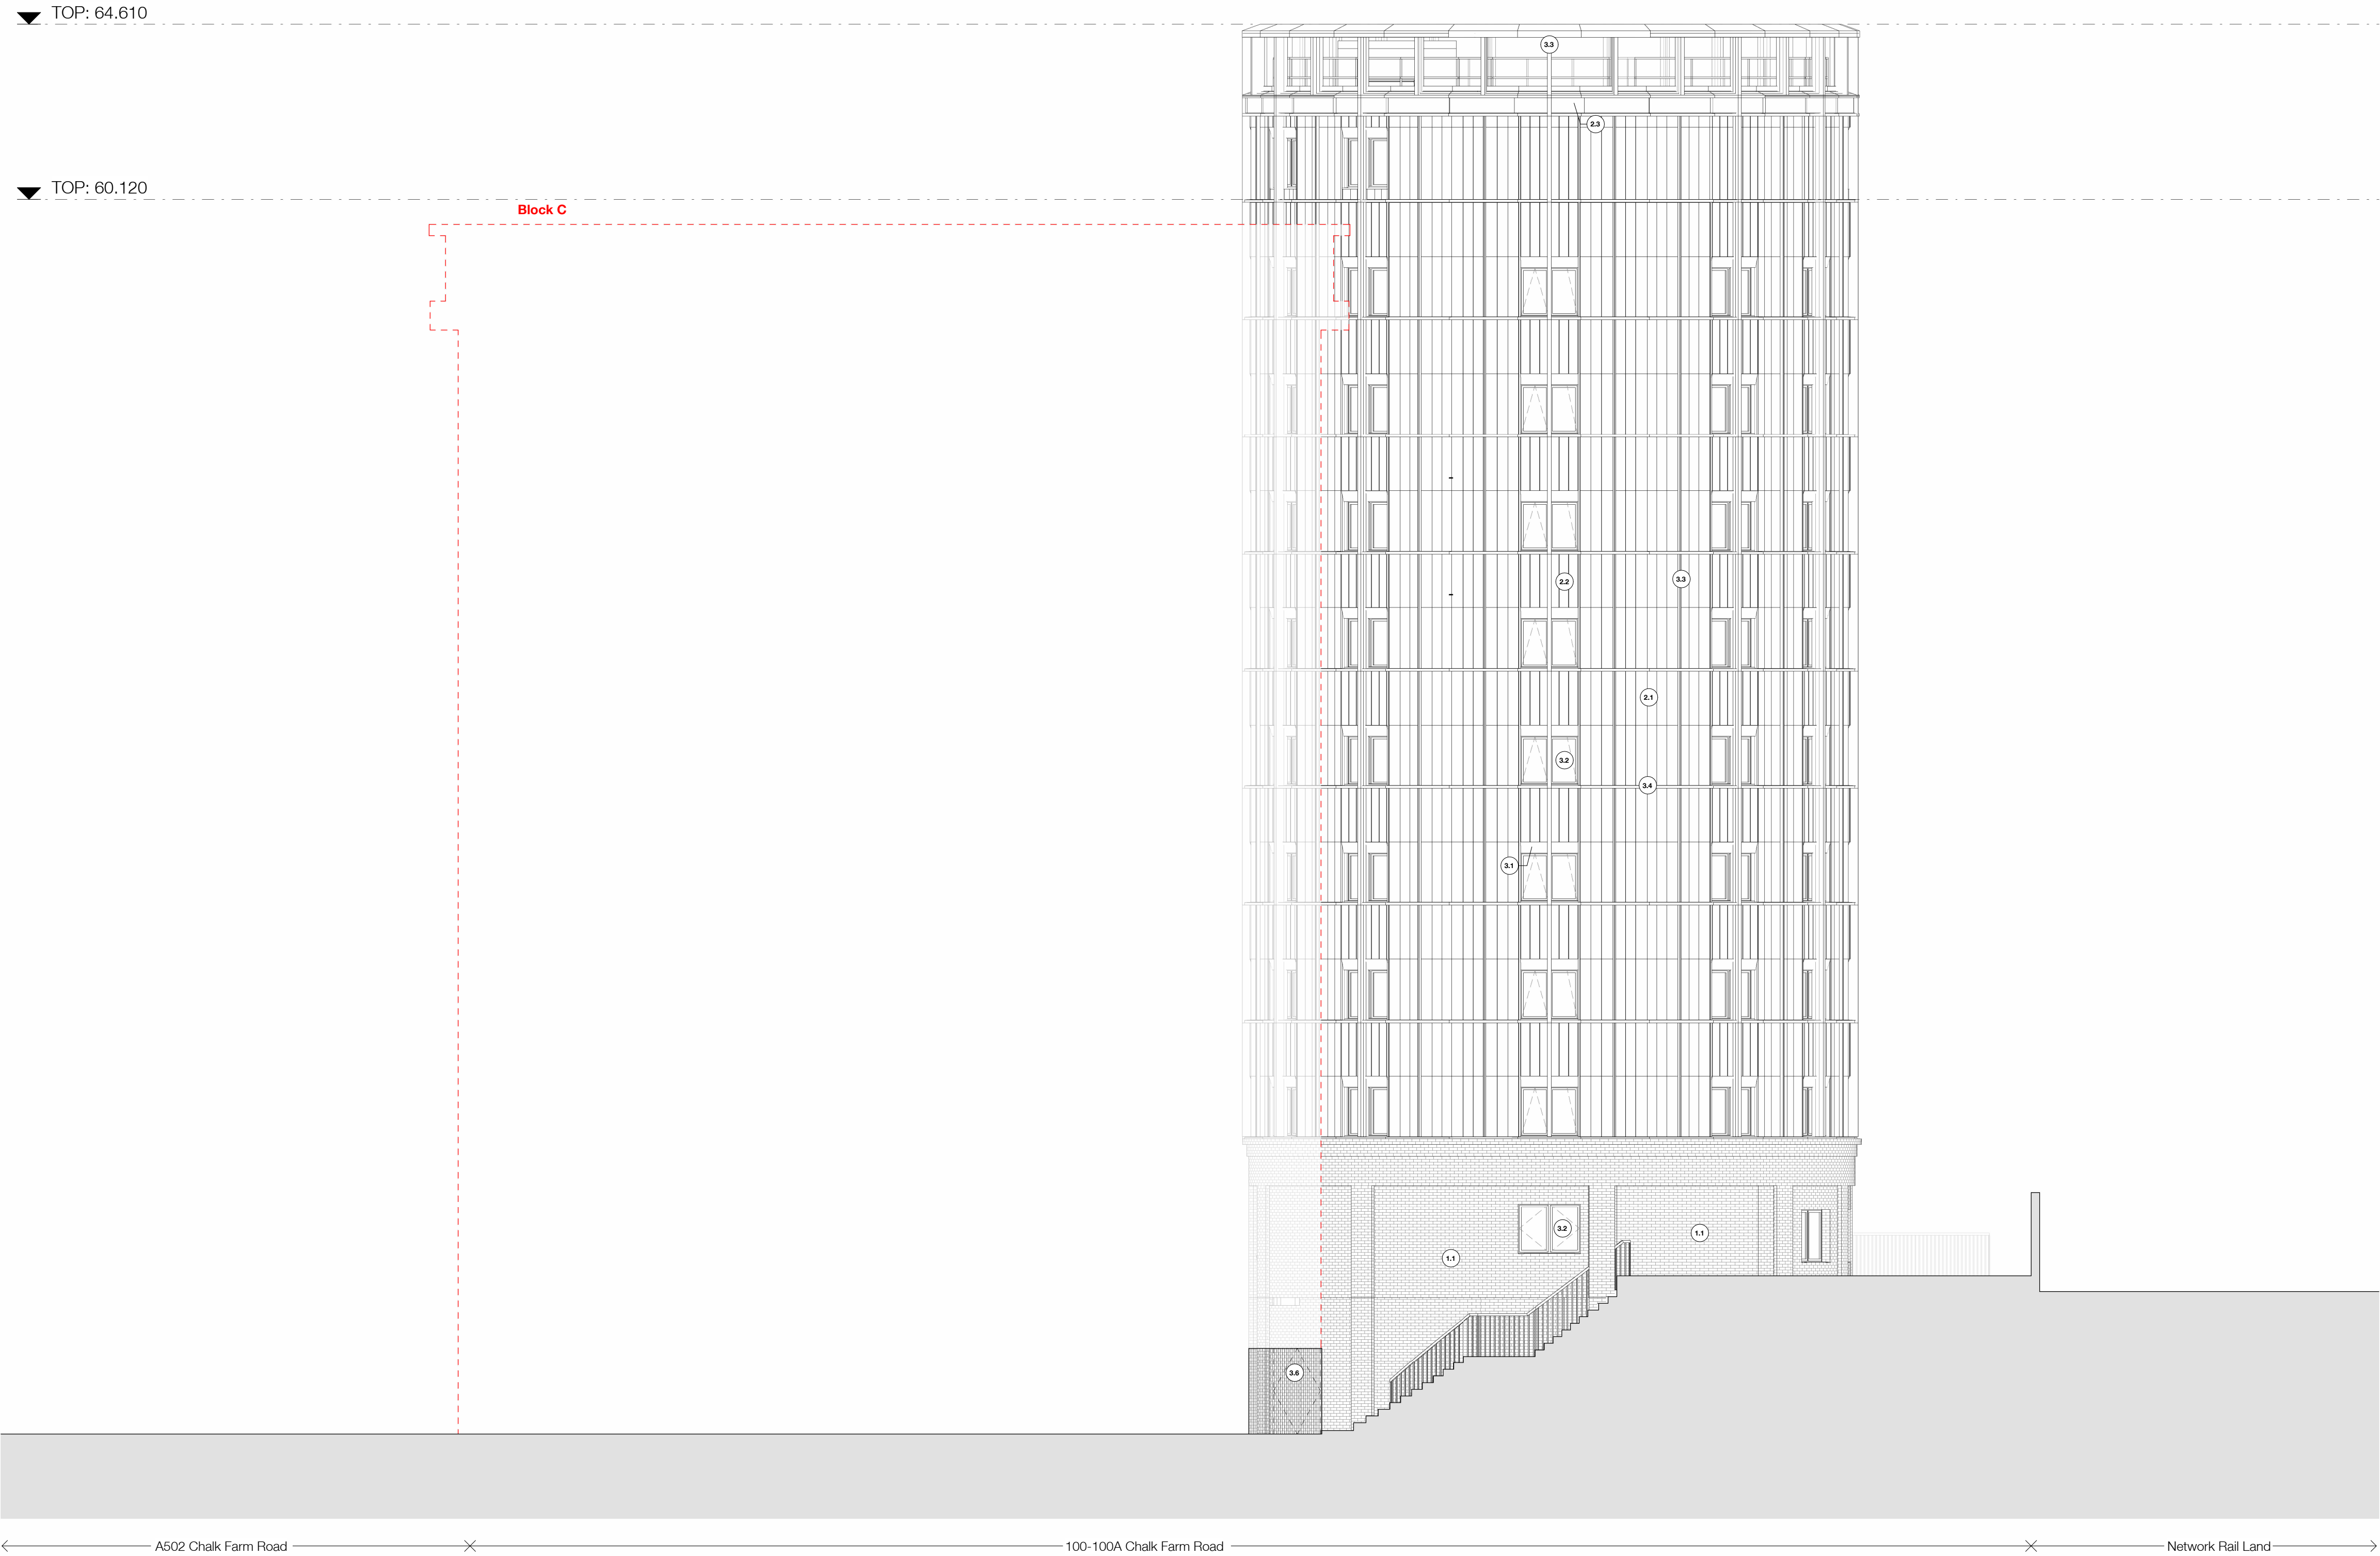 TOP: 64.610
3.3
2.3
TOP: 60.120
Block C
2.2
3.3
2.1
3.2
3.4
3.1
3.2
1.1
1.1
3.6
A502 Chalk Farm Road
100-100A Chalk Farm Road
Network Rail Land